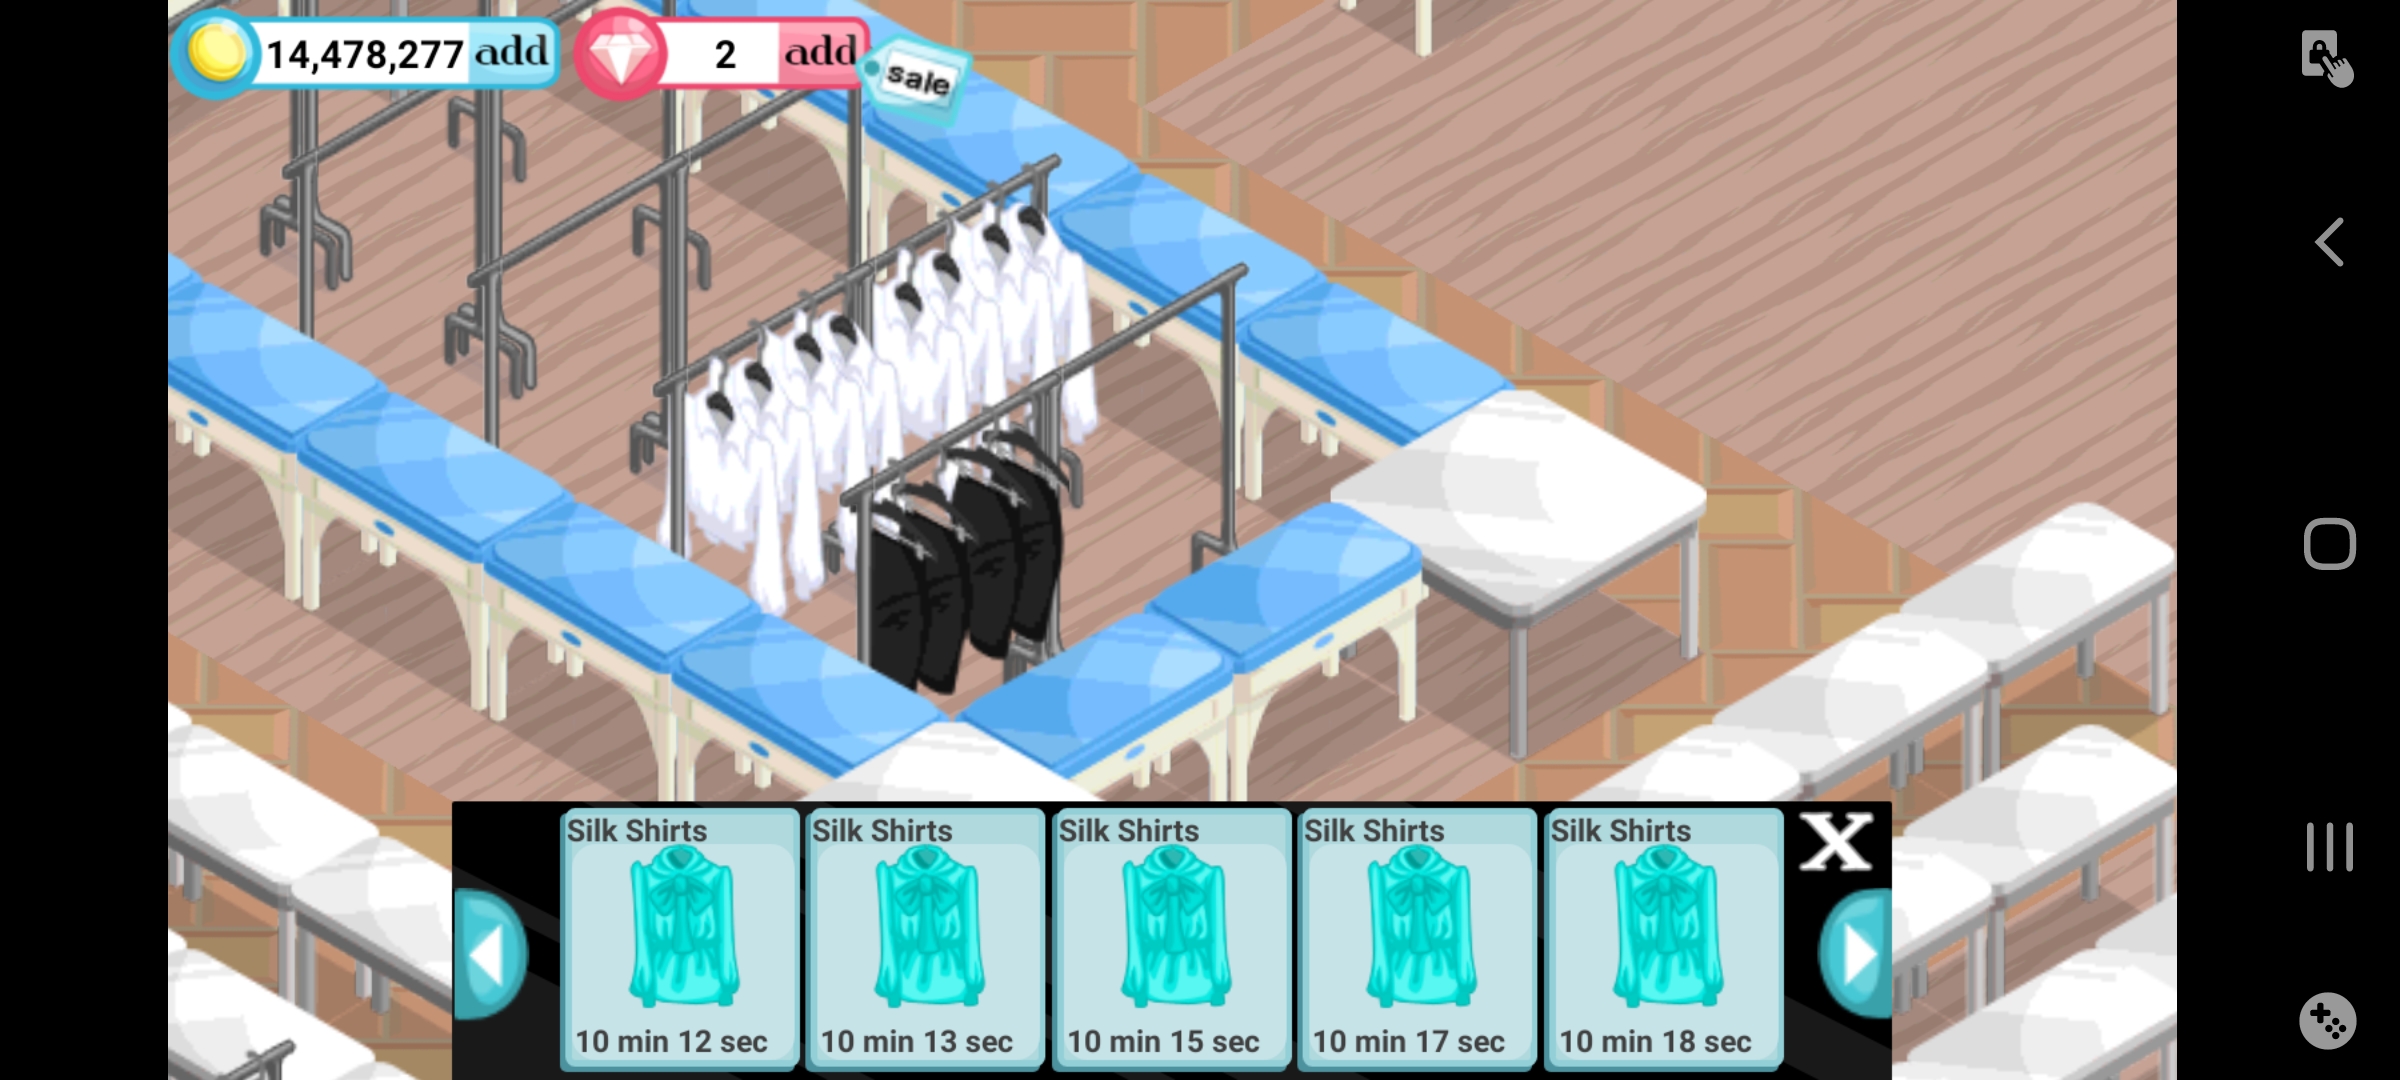 14,478,277 add
2 add
sale
Silk Shirts
10 min 12 sec
Silk Shirts
10 min 13 sec
Silk Shirts
10 min 15 sec
Silk Shirts
10 min 17 sec
Silk Shirts
10 min 18 sec
X